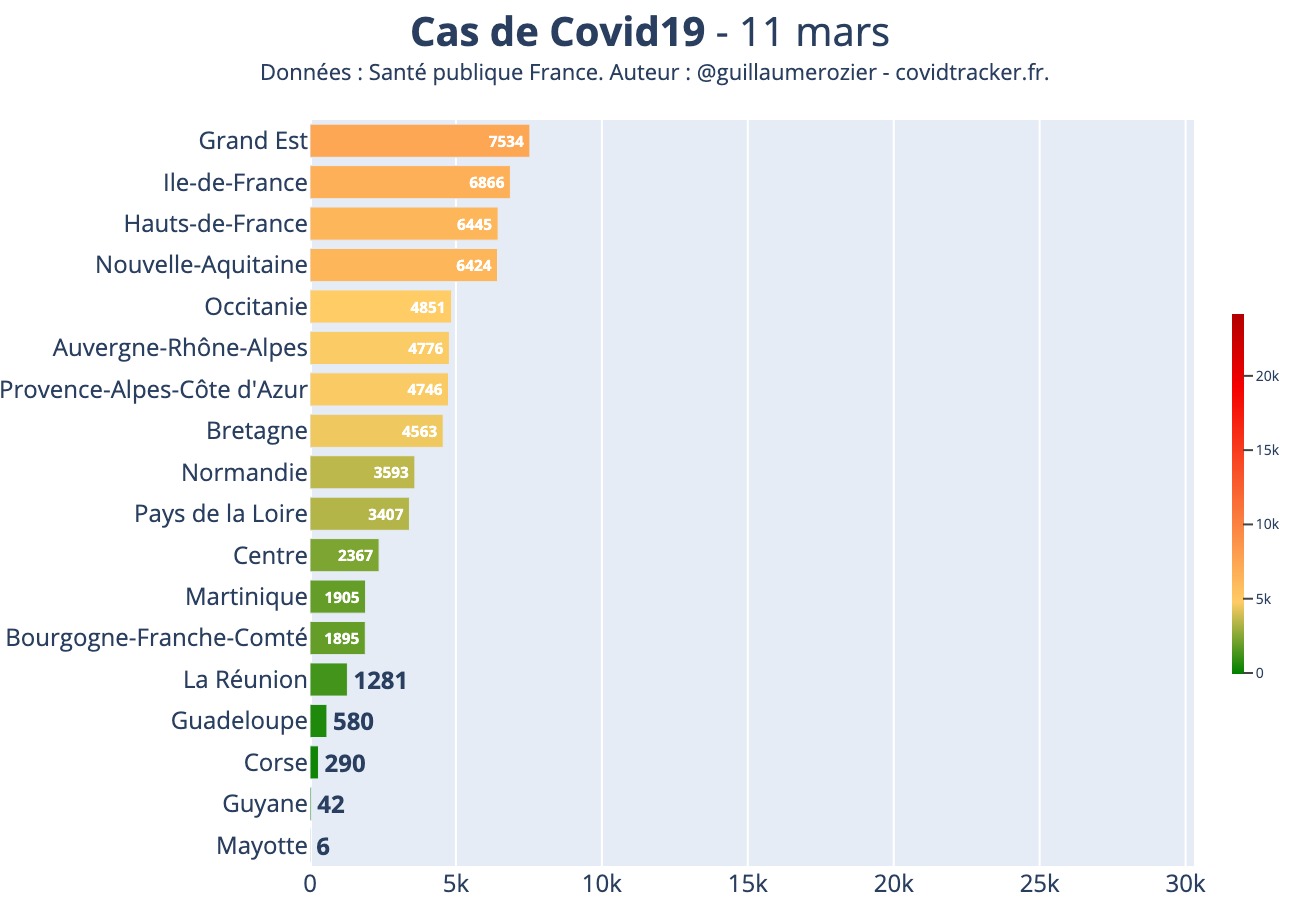 Cas de Covid19 - 11 mars
Données : Santé publique France. Auteur : @guillaumerozier - covidtracker.fr.
Grand Est 7534
Ile-de-France 6866
Hauts-de-France 6445
Nouvelle-Aquitaine 6424
Occitanie 4851
Auvergne-Rhône-Alpes 4776
Provence-Alpes-Côte d'Azur 4746
Bretagne 4563
Normandie 3593
Pays de la Loire 3407
Centre 2367
Martinique 1905
Bourgogne-Franche-Comté 1895
La Réunion 1281
Guadeloupe 580
Corse 290
Guyane 42
Mayotte 6
0 5k 10k 15k 20k 25k 30k
20k
15k
10k
5k
0